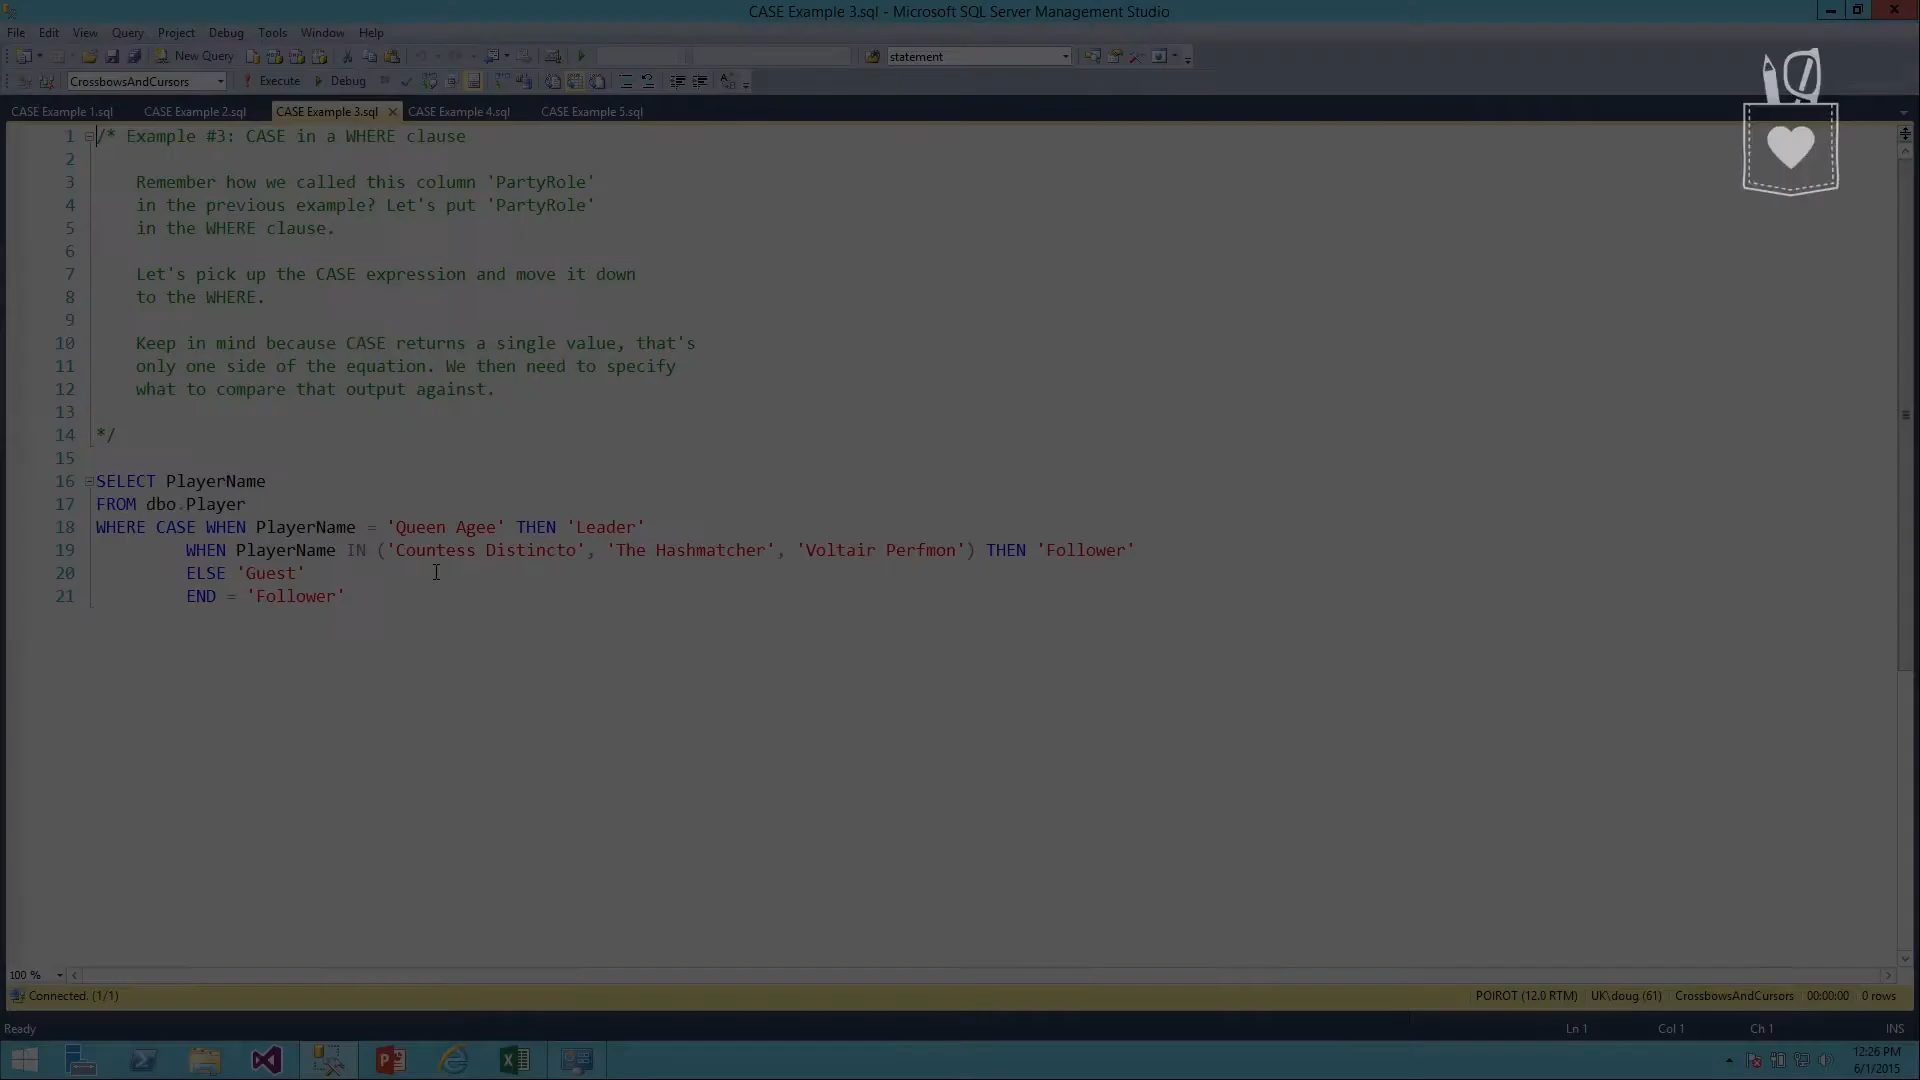 CASE Example 3.sql - Microsoft SQL Server Management Studio
File Edit View Query Project Debug Tools Window Help
New Query statement
CrossbowsAndCursors Execute Debug
CASE Example 1.sql CASE Example 2.sql CASE Example 3.sql CASE Example 4.sql CASE Example 5.sql
1 /* Example #3: CASE in a WHERE clause
2
3 Remember how we called this column 'PartyRole'
4 in the previous example? Let's put 'PartyRole'
5 in the WHERE clause.
6
7 Let's pick up the CASE expression and move it down
8 to the WHERE.
9
10 Keep in mind because CASE returns a single value, that's
11 only one side of the equation. We then need to specify
12 what to compare that output against.
13
14 */
15
16 SELECT PlayerName
17 FROM dbo.Player
18 WHERE CASE WHEN PlayerName = 'Queen Agee' THEN 'Leader'
19 WHEN PlayerName IN ('Countess Distincto', 'The Hashmatcher', 'Voltair Perfmon') THEN 'Follower'
20 ELSE 'Guest'
21 END = 'Follower'
100 %
Connected. (1/1) POIROT (12.0 RTM) UK\doug (61) CrossbowsAndCursors 00:00:00 0 rows
Ready Ln 1 Col 1 Ch 1 INS
12:26 PM
6/1/2015